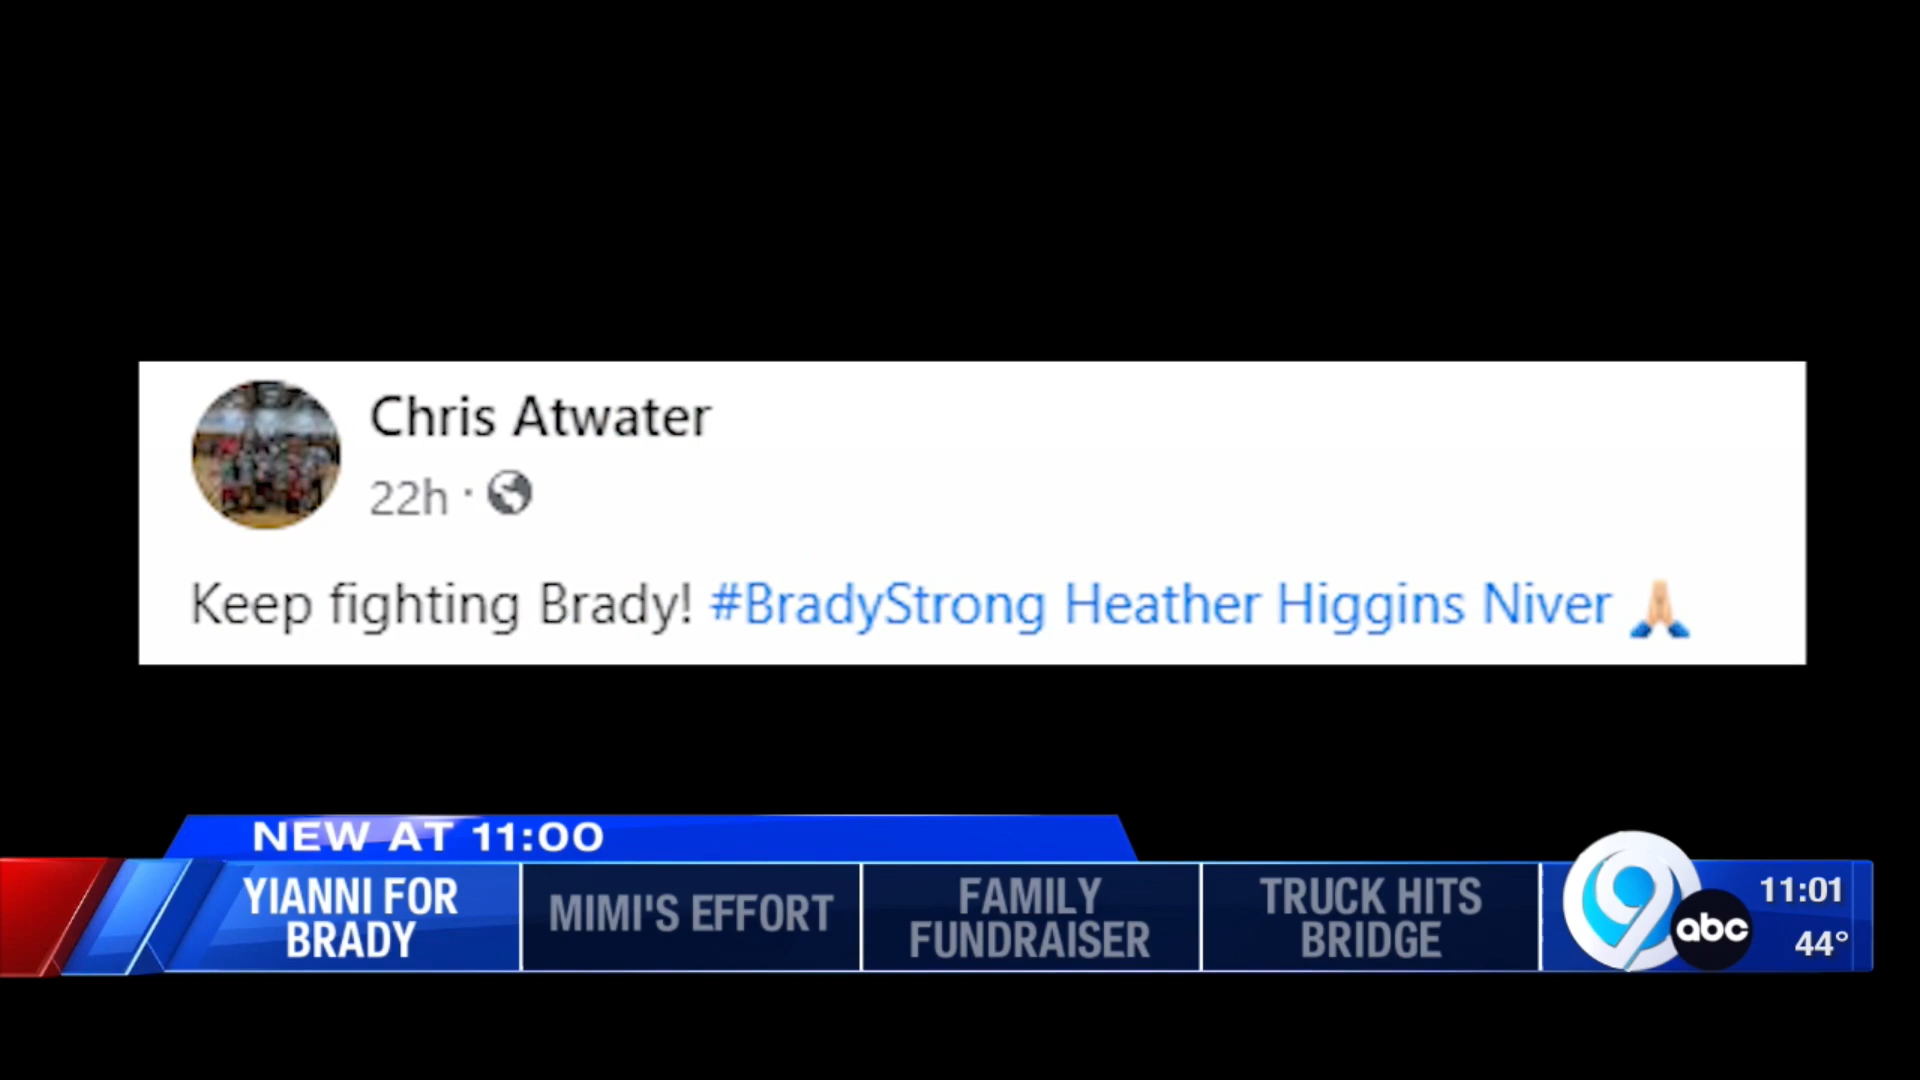 Chris Atwater
22h ·
Keep fighting Brady! #BradyStrong Heather Higgins Niver 🙏🏼
NEW AT 11:00
YIANNI FOR
BRADY
MIMI'S EFFORT
FAMILY
FUNDRAISER
TRUCK HITS
BRIDGE
9
abc
11:01
44°